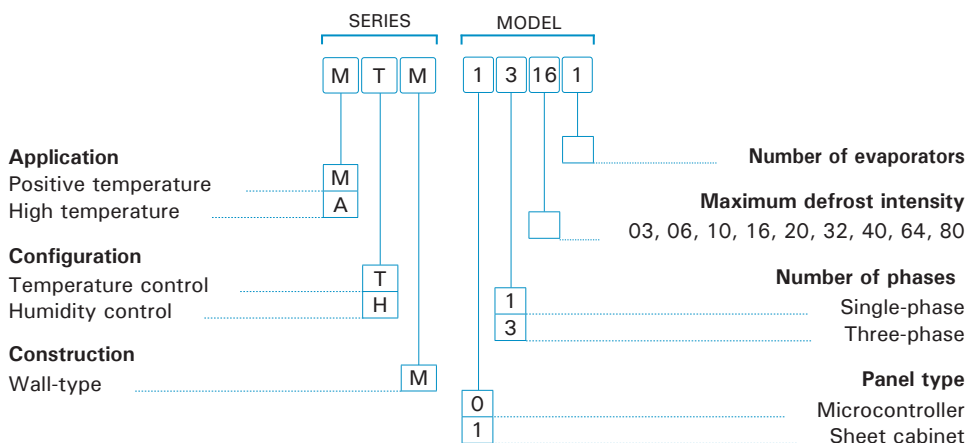 SERIES MODEL
M T M 1 3 16 1
Application
Positive temperature M
High temperature A
Configuration
Temperature control T
Humidity control H
Construction
Wall-type M
Number of evaporators
Maximum defrost intensity
03, 06, 10, 16, 20, 32, 40, 64, 80
Number of phases
1 Single-phase
3 Three-phase
Panel type
0 Microcontroller
1 Sheet cabinet